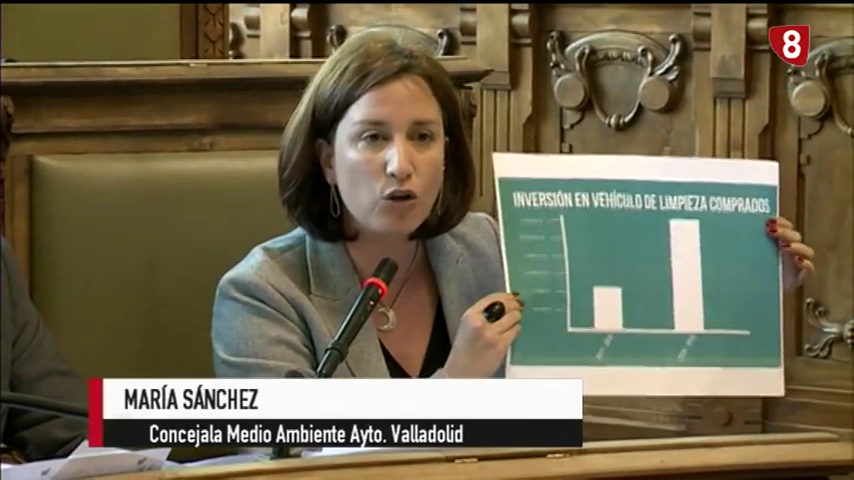 8
INVERSIÓN EN VEHÍCULO DE LIMPIEZA COMPRADOS
MARÍA SÁNCHEZ
Concejala Medio Ambiente Ayto. Valladolid